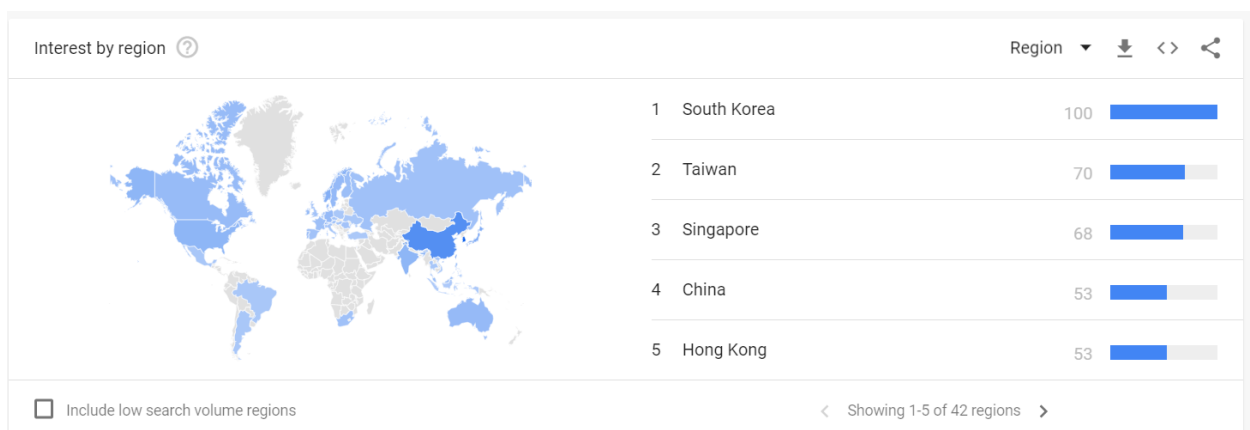 Interest by region ?
Region
1 South Korea 100
2 Taiwan 70
3 Singapore 68
4 China 53
5 Hong Kong 53
Include low search volume regions
Showing 1-5 of 42 regions